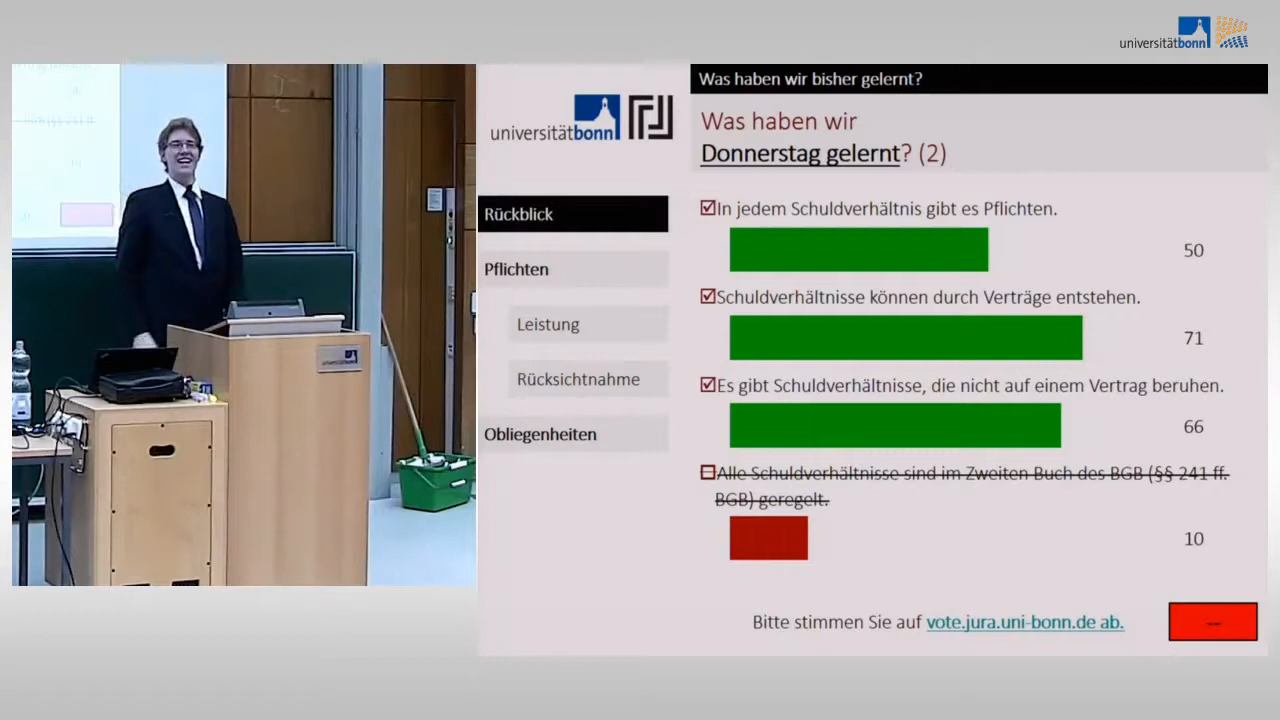 universitätbonn
Was haben wir bisher gelernt?
universitätbonn
Was haben wir
Donnerstag gelernt? (2)
Rückblick
Pflichten
Leistung
Rücksichtnahme
Obliegenheiten
In jedem Schuldverhältnis gibt es Pflichten.
50
Schuldverhältnisse können durch Verträge entstehen.
71
Es gibt Schuldverhältnisse, die nicht auf einem Vertrag beruhen.
66
Alle Schuldverhältnisse sind im Zweiten Buch des BGB (§§ 241 ff.
BGB) geregelt.
10
Bitte stimmen Sie auf vote.jura.uni-bonn.de ab.
universitätbonn